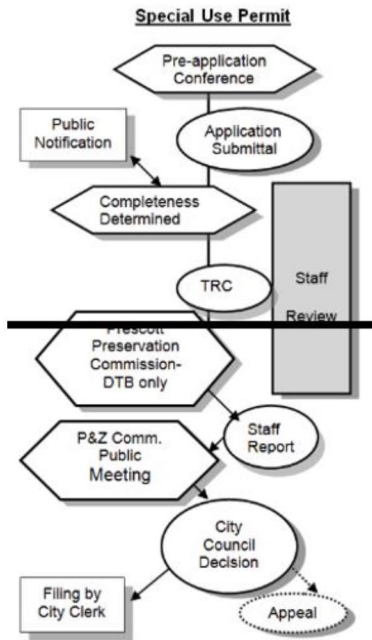 Special Use Permit
Pre-application
Conference
Public
Notification
Application
Submittal
Completeness
Determined
TRC
Staff
Review
Prescott
Preservation
Commission-
DTB only
P&Z Comm.
Public
Meeting
Staff
Report
City
Council
Decision
Filing by
City Clerk
Appeal